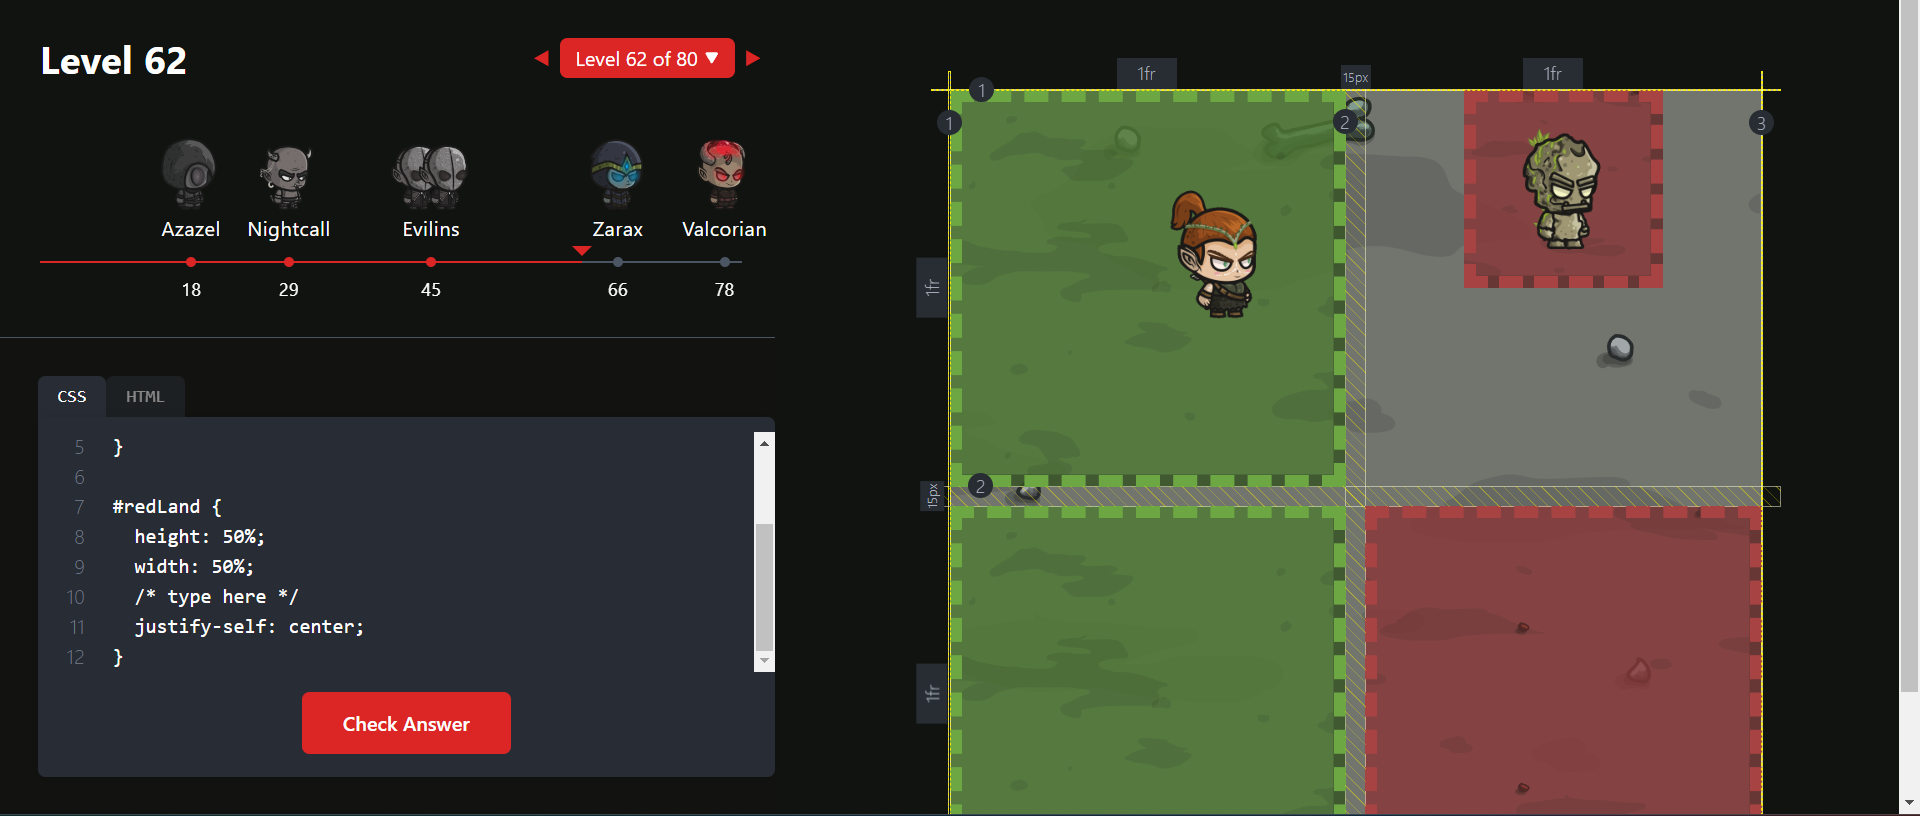 Level 62
Level 62 of 80 ▼
Azazel Nightcall Evilins Zarax Valcorian
18 29 45 66 78
CSS HTML
5 }
6
7 #redLand {
8 height: 50%;
9 width: 50%;
10 /* type here */
11 justify-self: center;
12 }
Check Answer
1fr 15px 1fr
1
1 2 3
1fr
2
15px
1fr